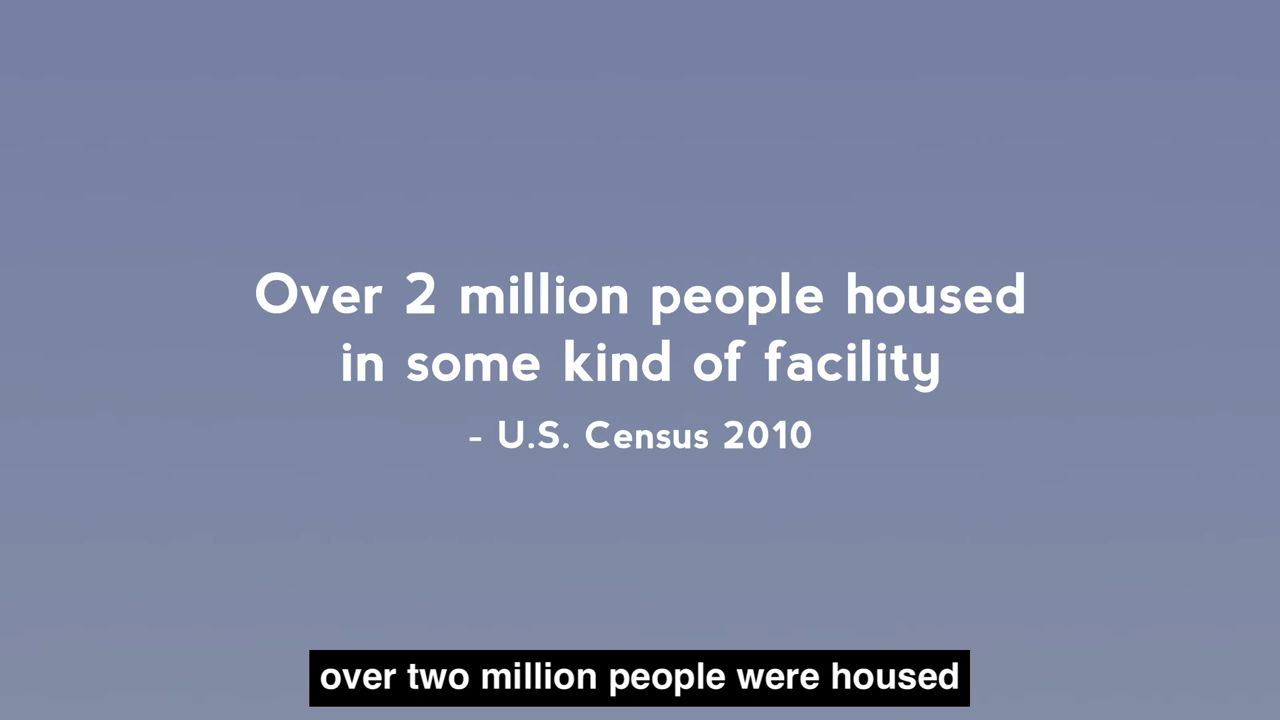 Over 2 million people housed
in some kind of facility
- U.S. Census 2010
over two million people were housed